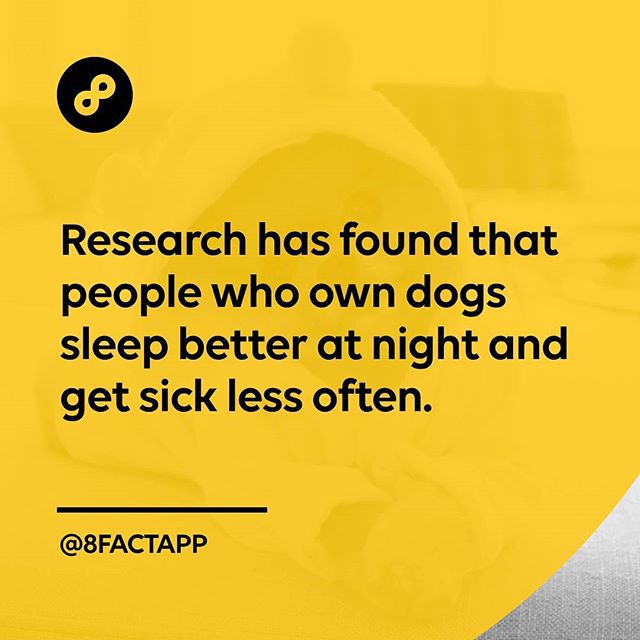 Research has found that
people who own dogs
sleep better at night and
get sick less often.
@8FACTAPP